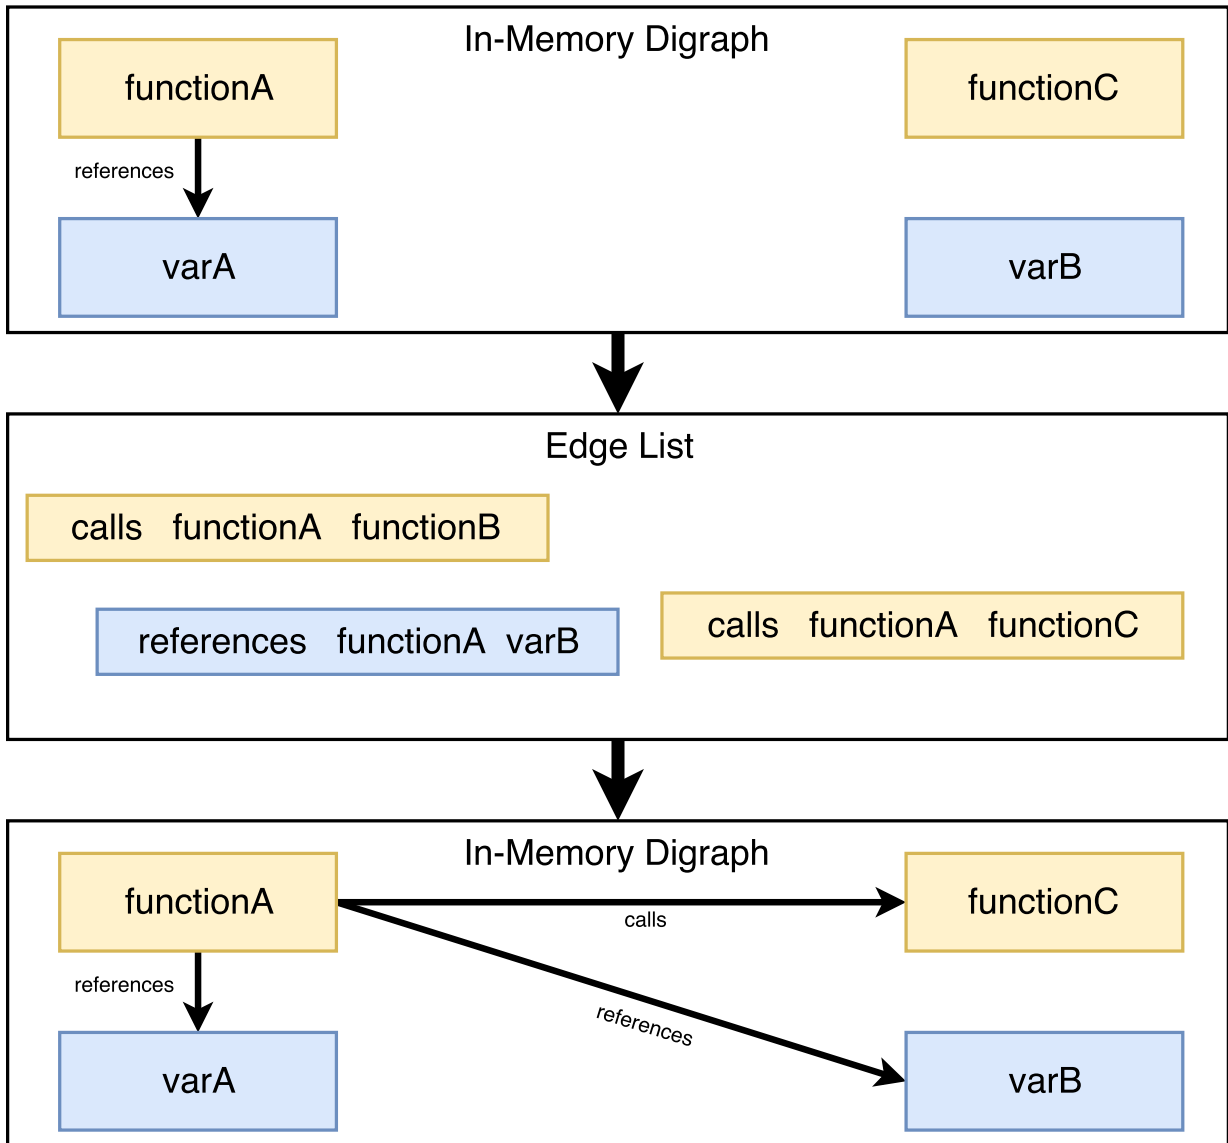 In-Memory Digraph
functionA
functionC
references
varA
varB
Edge List
calls functionA functionB
calls functionA functionC
references functionA varB
In-Memory Digraph
functionA
functionC
calls
references
references
varA
varB